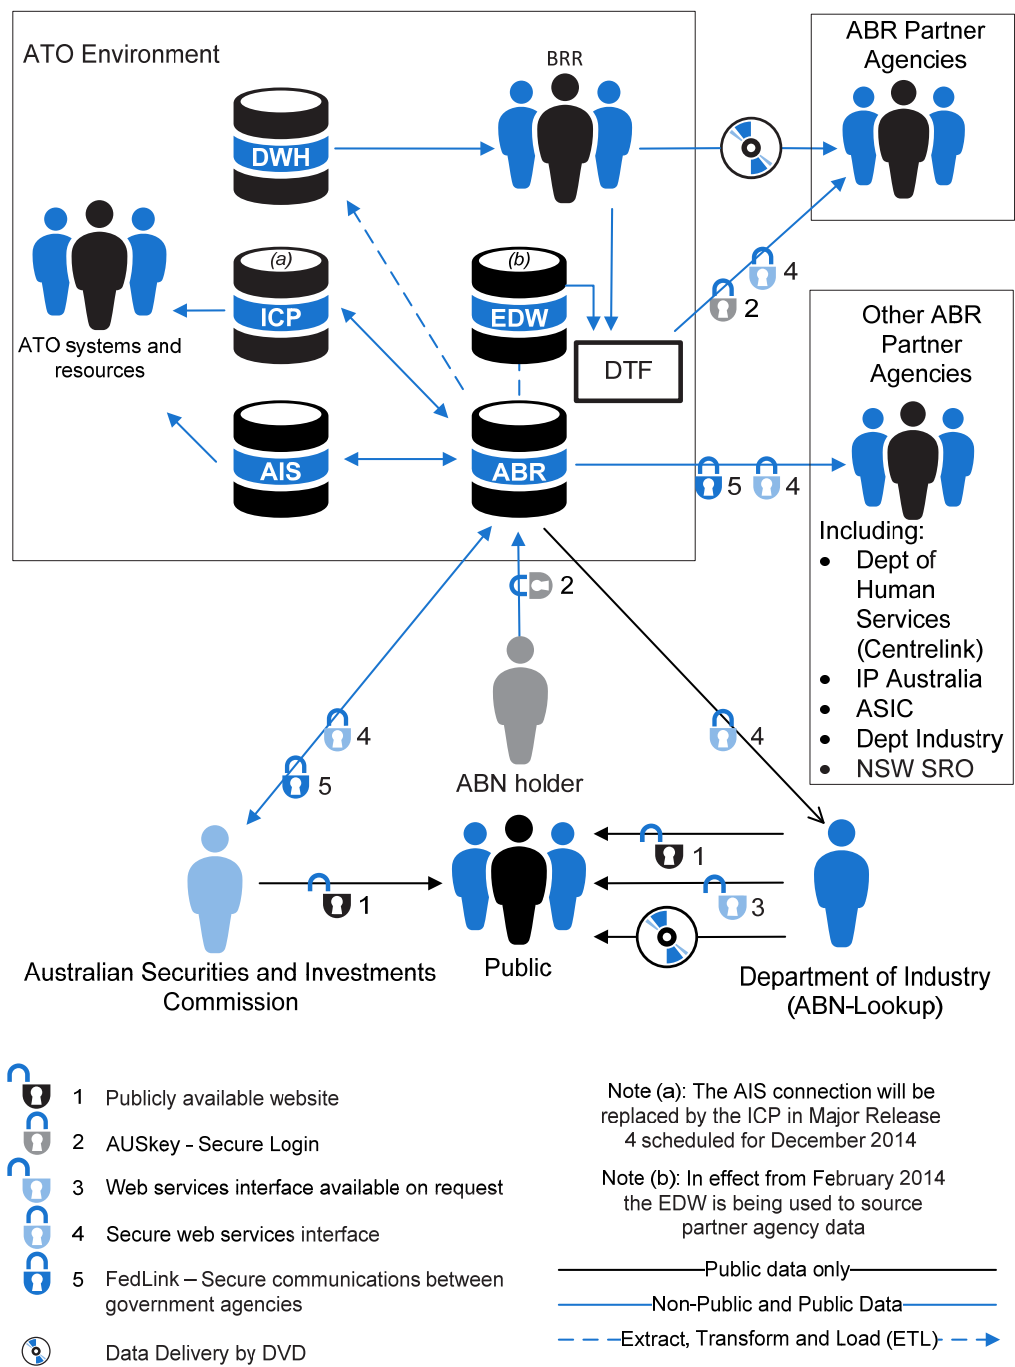 ATO Environment
BRR
ABR Partner
Agencies
DWH
(a)
ICP
(b)
EDW
4
2
DTF
ATO systems and
resources
AIS
ABR
5
4
Other ABR
Partner
Agencies
Including:
• Dept of
Human
Services
(Centrelink)
• IP Australia
• ASIC
• Dept Industry
• NSW SRO
2
4
5
4
ABN holder
1
1
3
Australian Securities and Investments
Commission
Public
Department of Industry
(ABN-Lookup)
1 Publicly available website
2 AUSkey - Secure Login
3 Web services interface available on request
4 Secure web services interface
5 FedLink – Secure communications between
government agencies
Data Delivery by DVD
Note (a): The AIS connection will be
replaced by the ICP in Major Release
4 scheduled for December 2014
Note (b): In effect from February 2014
the EDW is being used to source
partner agency data
Public data only
Non-Public and Public Data
Extract, Transform and Load (ETL)